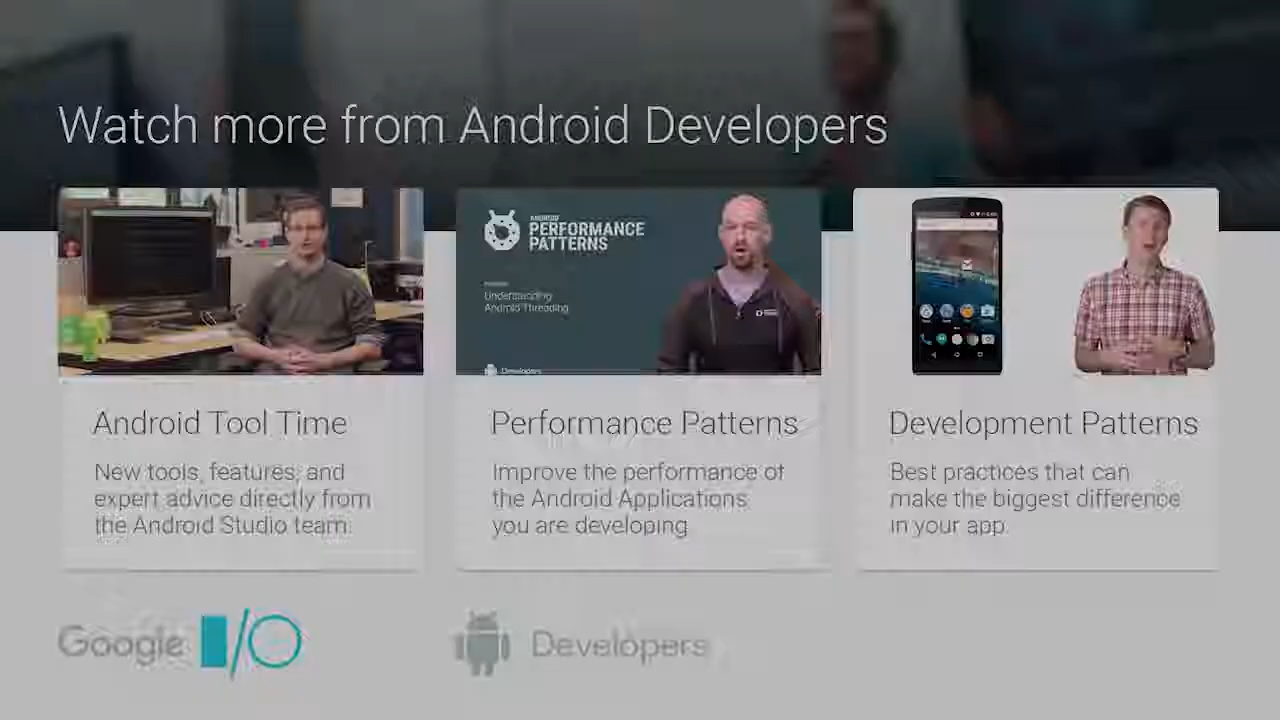 Watch more from Android Developers
ANDROID
PERFORMANCE
PATTERNS
Understanding
Android Threading
Developers
Android Tool Time
New tools, features, and
expert advice directly from
the Android Studio team.
Performance Patterns
Improve the performance of
the Android Applications
you are developing
Development Patterns
Best practices that can
make the biggest difference
in your app.
Google I/O
Developers